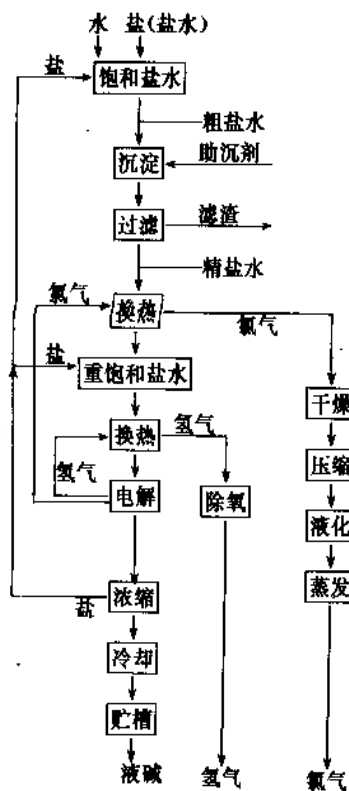 水 盐(盐水)
盐
饱和盐水
粗盐水
沉淀
助沉剂
过滤
滤渣
精盐水
氯气
换热
氯气
盐
重饱和盐水
干燥
换热
氢气
压缩
氢气
电解
除氧
液化
盐
浓缩
蒸发
冷却
贮槽
液碱
氢气
氯气